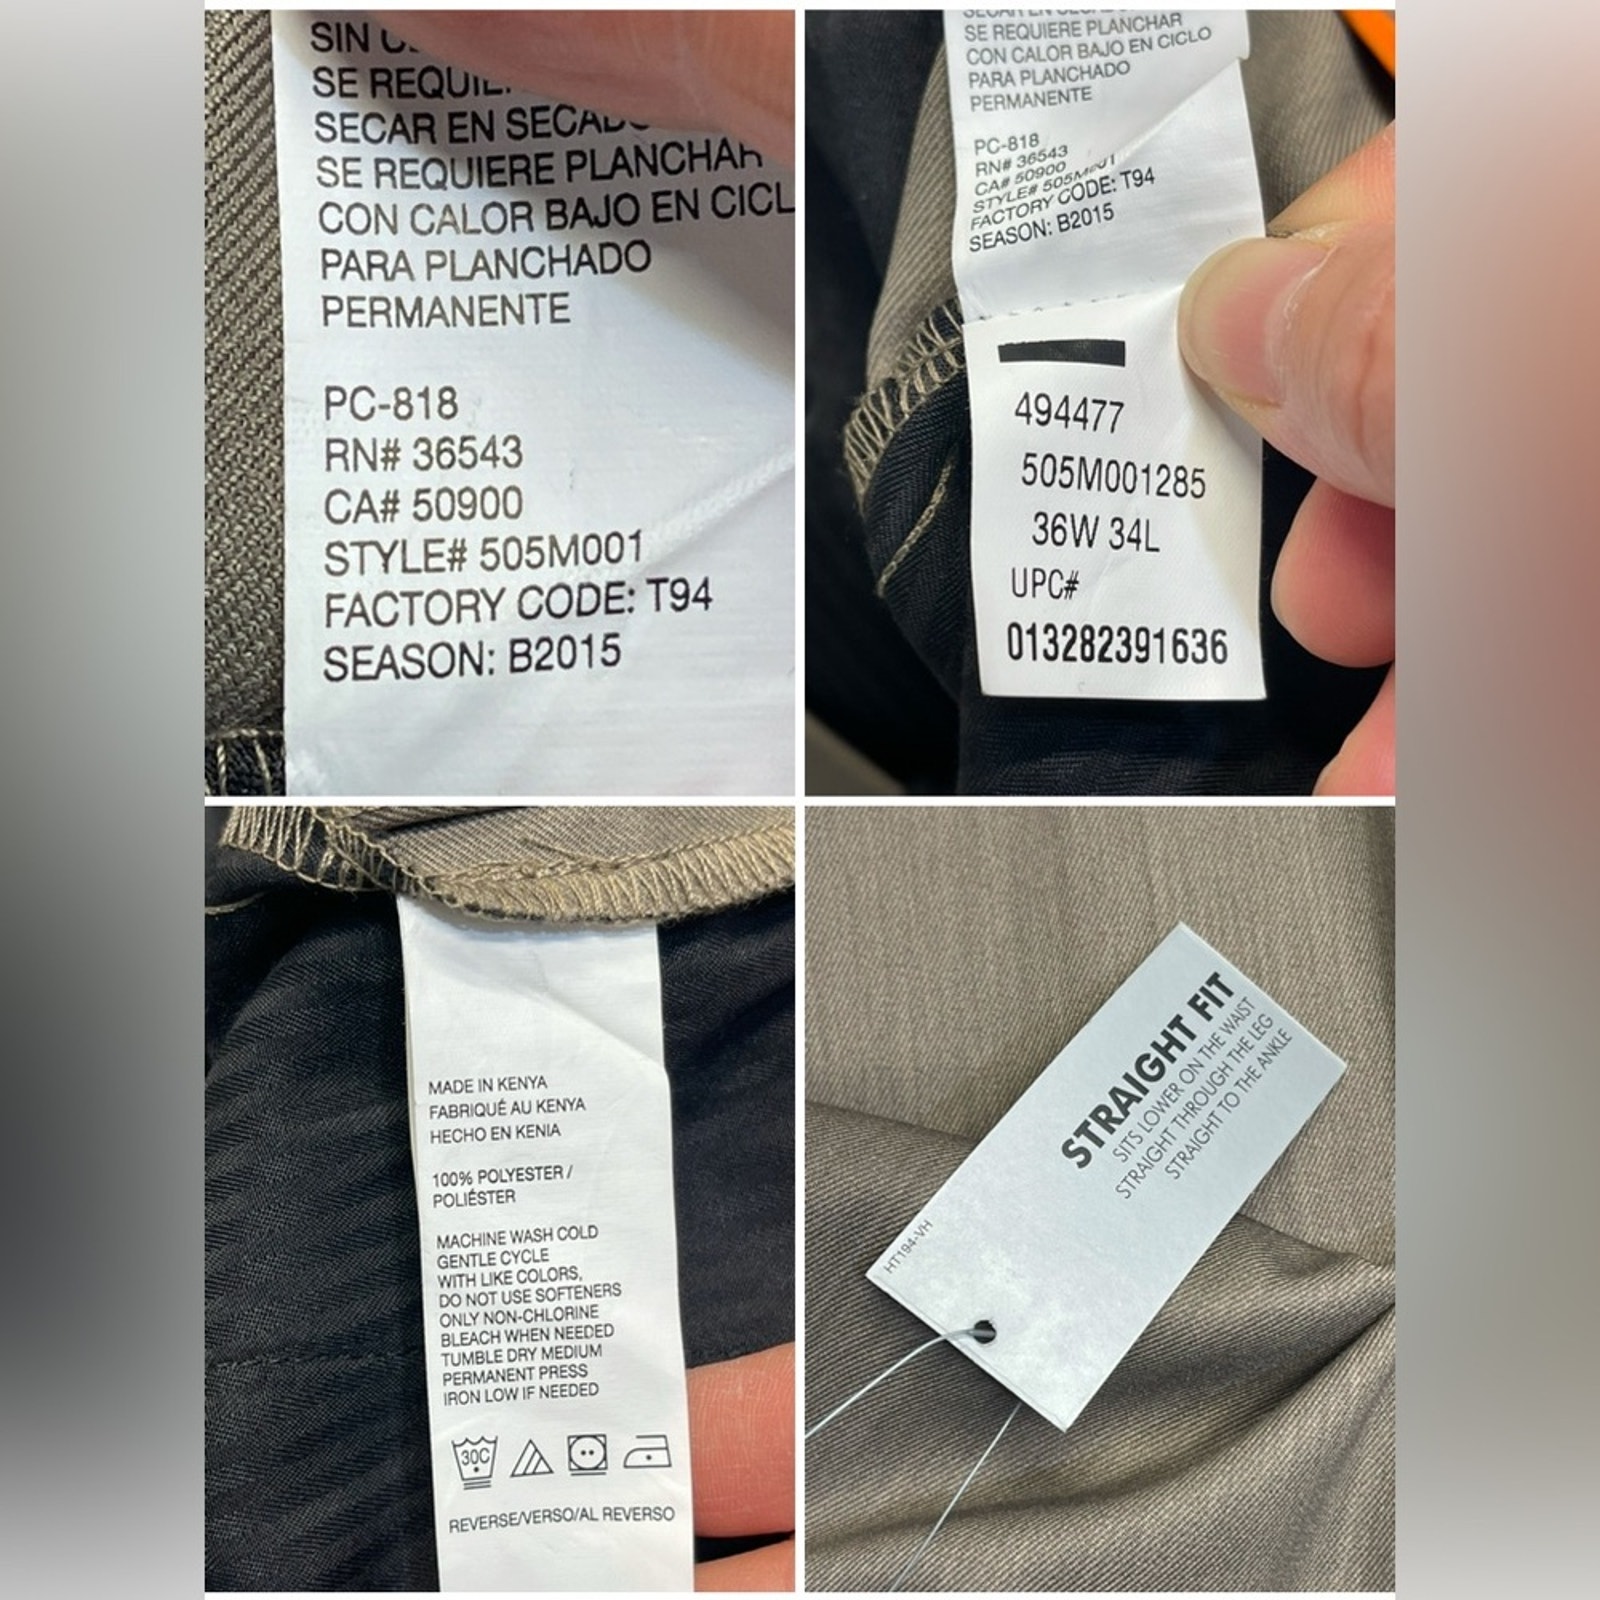 SIN
SE
SECAR EN
SE REQUIERE PLANCHAR
CON CALOR BAJO EN CICL
PARA PLANCHADO
PERMANENTE
PC-818
RN# 36543
CA# 50900
STYLE# 505M001
FACTORY CODE: T94
SEASON: B2015
SE REQUIERE PLANCHAR
CON CALOR BAJO EN CICLO
PARA PLANCHADO
PERMANENTE
PC-818
RN# 36543
CA# 50900
STYLE# 505M001
FACTORY CODE: T94
SEASON: B2015
494477
505M001285
36W 34L
UPC#
013282391636
MADE IN KENYA
FABRIQUÉ AU KENYA
HECHO EN KENIA
100% POLYESTER /
POLIÉSTER
MACHINE WASH COLD
GENTLE CYCLE
WITH LIKE COLORS,
DO NOT USE SOFTENERS
ONLY NON-CHLORINE
BLEACH WHEN NEEDED
TUMBLE DRY MEDIUM
PERMANENT PRESS
IRON LOW IF NEEDED
30C
REVERSE/VERSO/AL REVERSO
STRAIGHT FIT
SITS LOWER ON THE WAIST
STRAIGHT THROUGH THE LEG
STRAIGHT TO THE ANKLE
HT194-VH